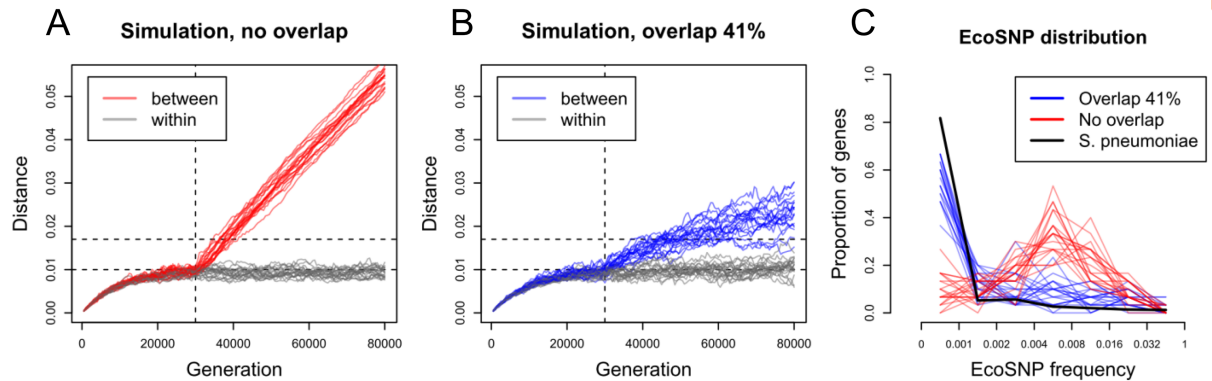 A
Simulation, no overlap
between
within
0.00
0.01
0.02
0.03
0.04
0.05
Distance
0
20000
40000
60000
80000
Generation
B
Simulation, overlap 41%
between
within
0.00
0.01
0.02
0.03
0.04
0.05
Distance
0
20000
40000
60000
80000
Generation
C
EcoSNP distribution
Overlap 41%
No overlap
S. pneumoniae
0.0
0.2
0.4
0.6
0.8
1.0
Proportion of genes
0
0.001
0.002
0.004
0.008
0.016
0.032
1
EcoSNP frequency